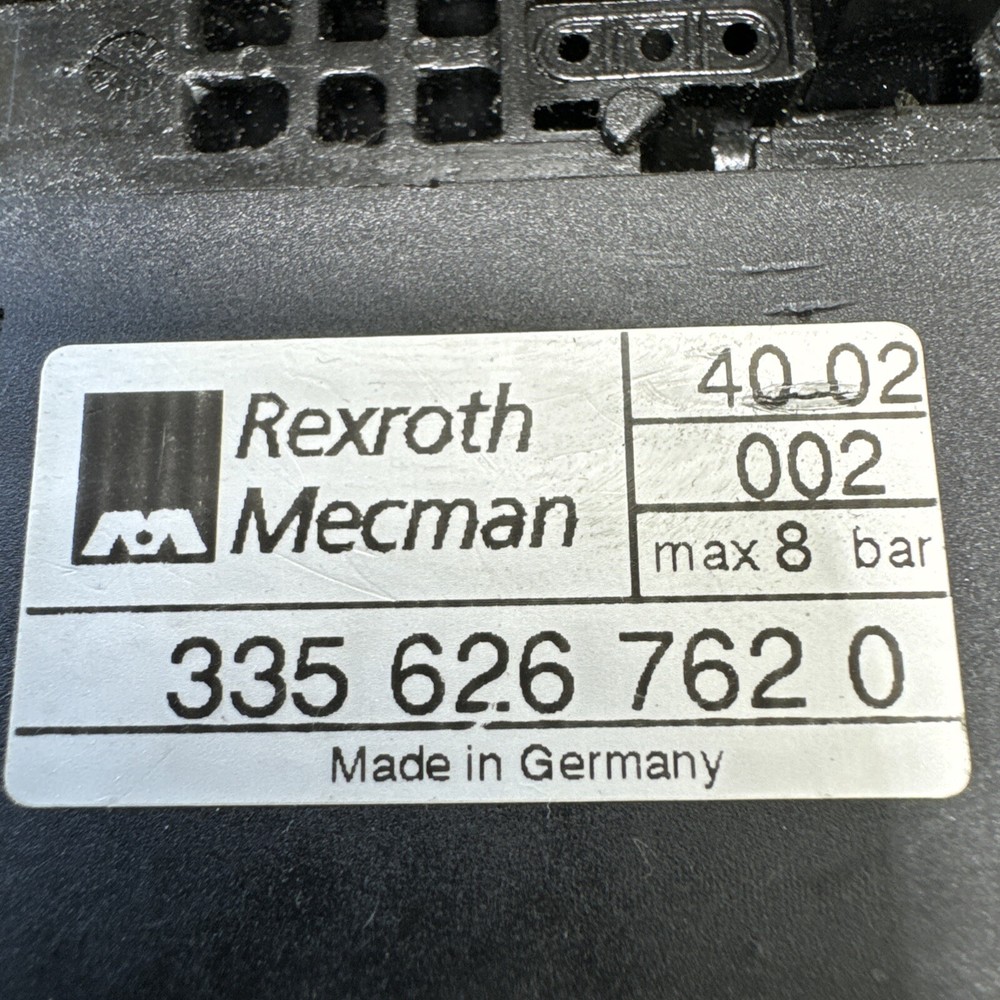 Rexroth
Mecman
40 02
002
max 8 bar
335 626 762 0
Made in Germany